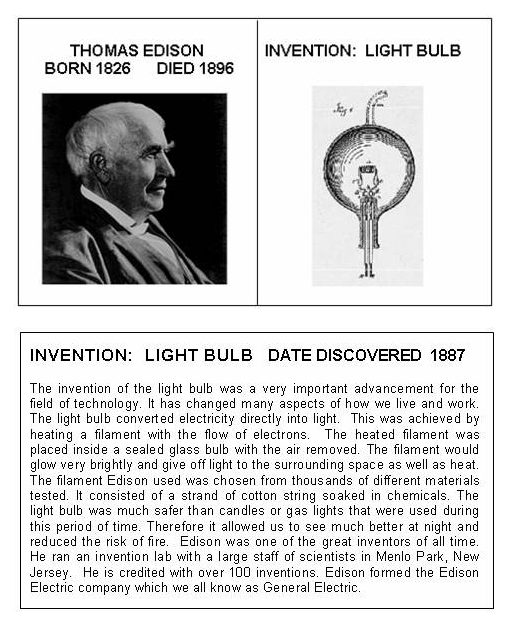 THOMAS EDISON
BORN 1826 DIED 1896
INVENTION: LIGHT BULB
INVENTION: LIGHT BULB DATE DISCOVERED 1887
The invention of the light bulb was a very important advancement for the
field of technology. It has changed many aspects of how we live and work.
The light bulb converted electricity directly into light. This was achieved by
heating a filament with the flow of electrons. The heated filament was
placed inside a sealed glass bulb with the air removed. The filament would
glow very brightly and give off light to the surrounding space as well as heat.
The filament Edison used was chosen from thousands of different materials
tested. It consisted of a strand of cotton string soaked in chemicals. The
light bulb was much safer than candles or gas lights that were used during
this period of time. Therefore it allowed us to see much better at night and
reduced the risk of fire. Edison was one of the great inventors of all time.
He ran an invention lab with a large staff of scientists in Menlo Park, New
Jersey. He is credited with over 100 inventions. Edison formed the Edison
Electric company which we all know as General Electric.